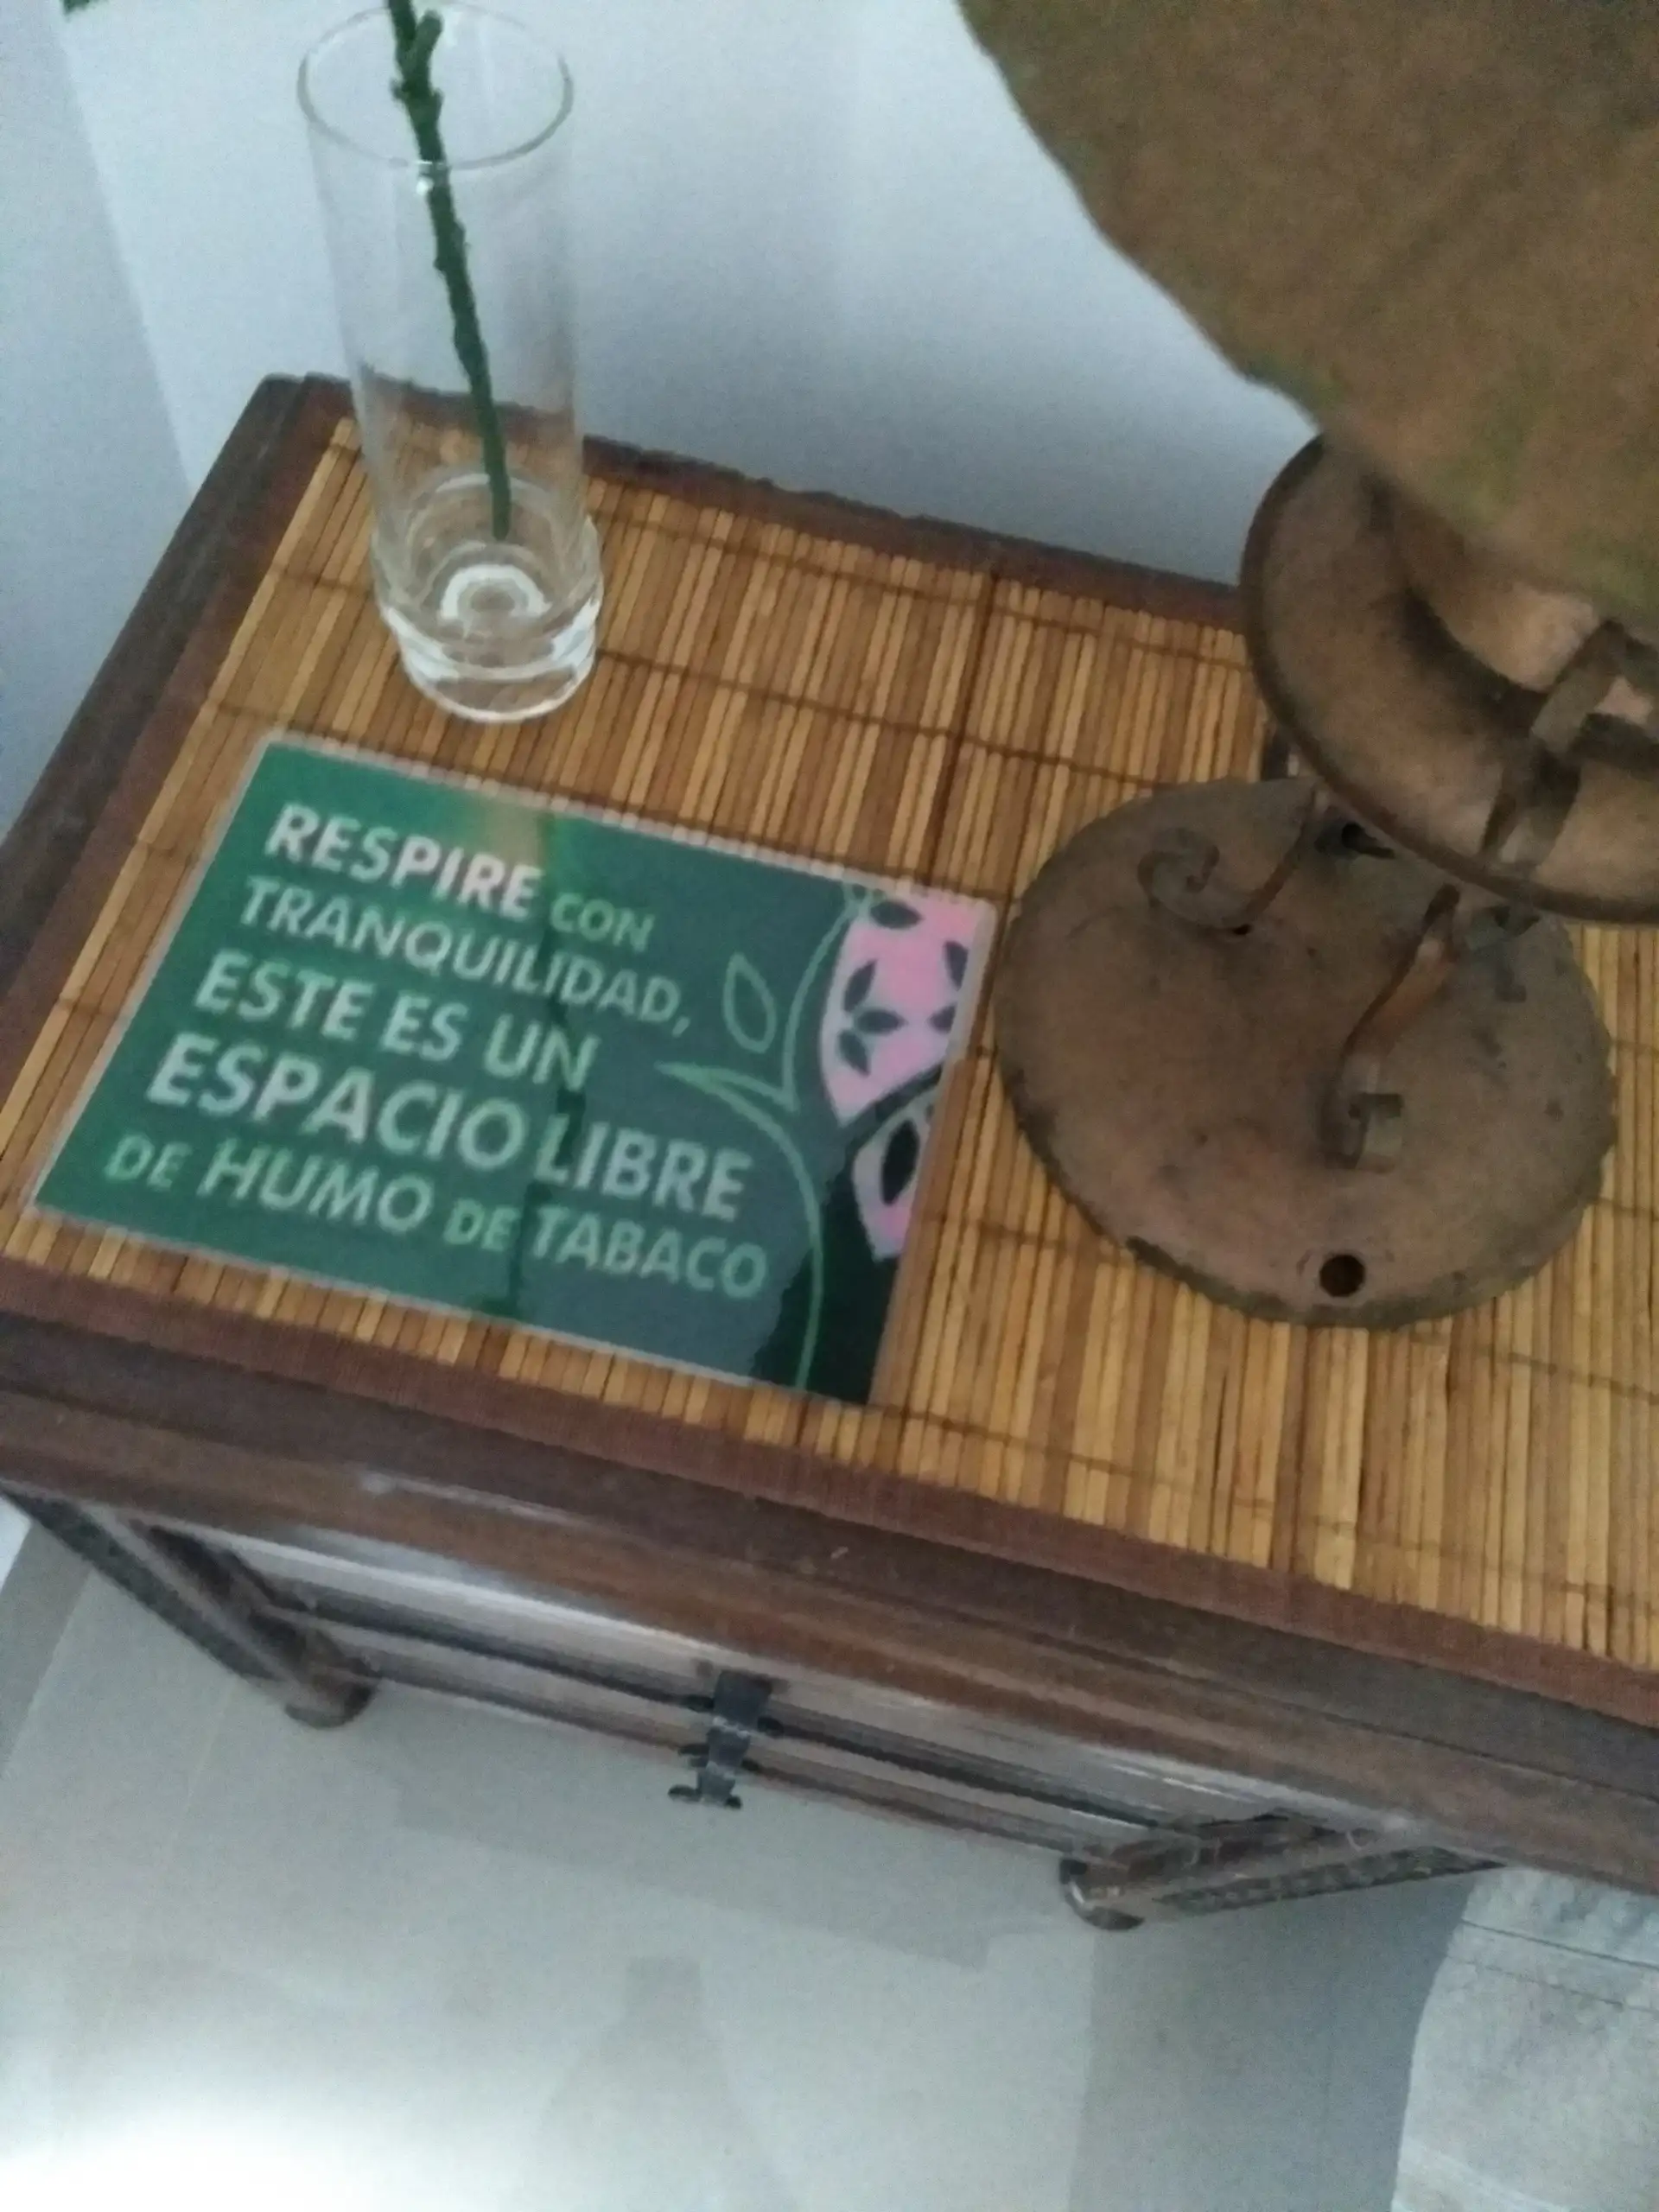 RESPIRE CON
TRANQUILIDAD,
ESTE ES UN
ESPACIO LIBRE
DE HUMO DE TABACO